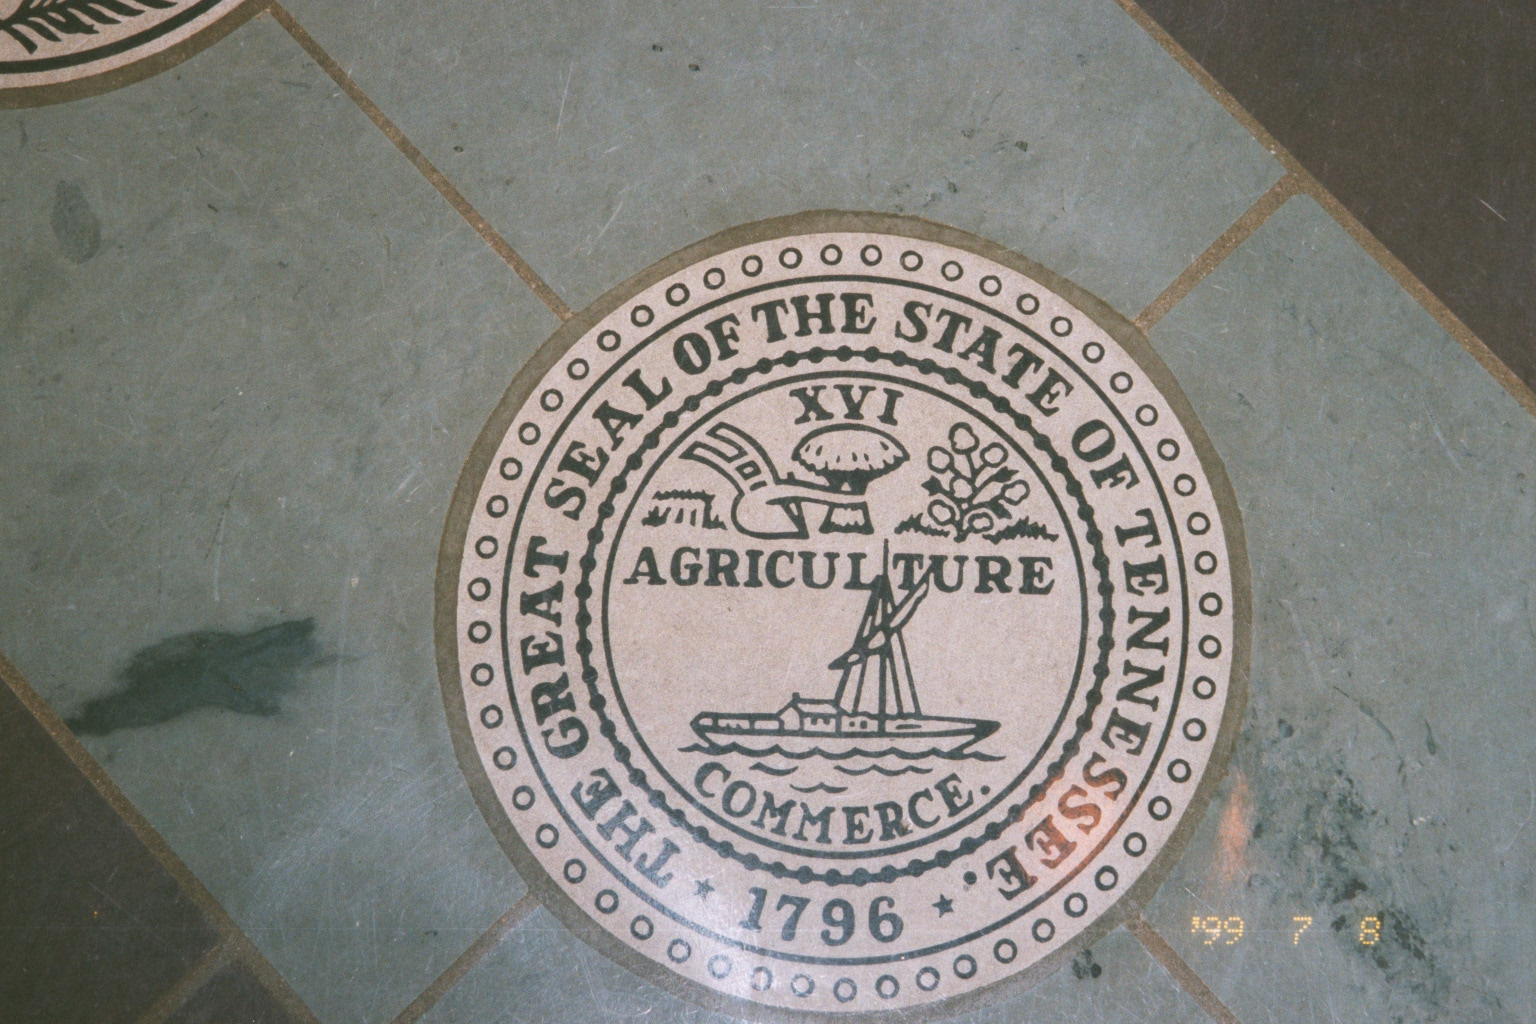 THE GREAT SEAL OF THE STATE OF TENNESSEE.
XVI
AGRICULTURE
COMMERCE.
★ 1796 ★
'99 7 8